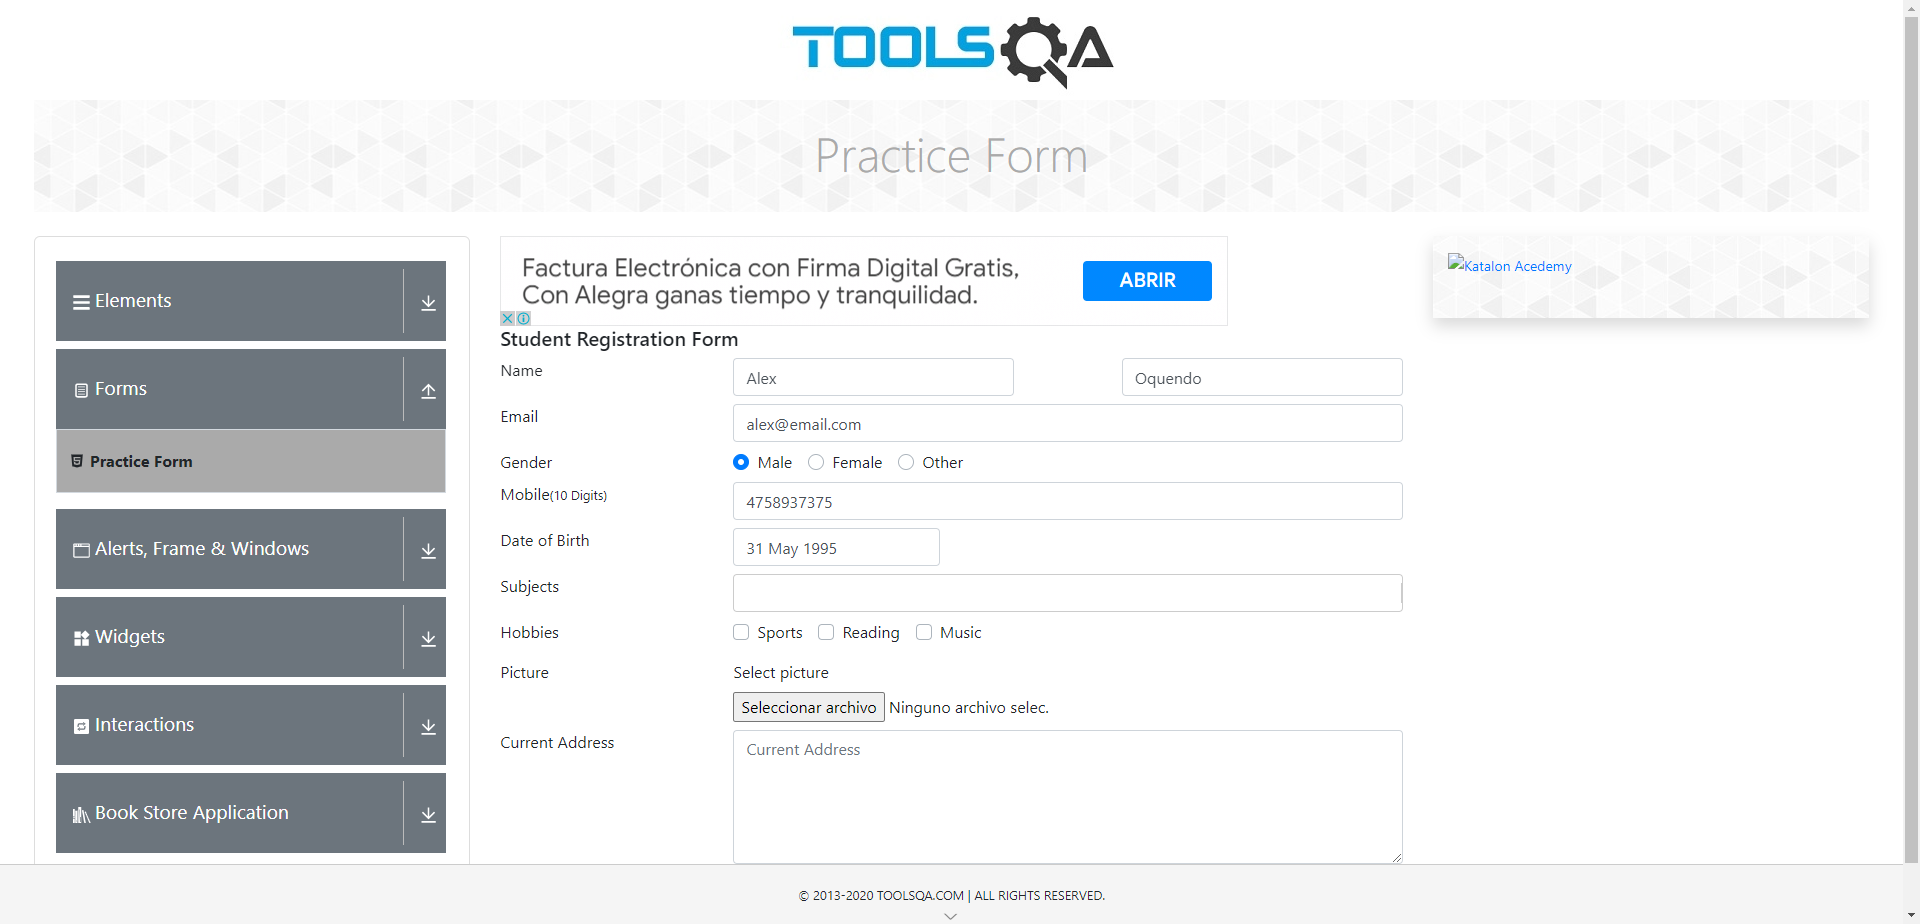 TOOLSQA
Practice Form
Elements
Forms
Practice Form
Alerts, Frame & Windows
Widgets
Interactions
Book Store Application
Factura Electrónica con Firma Digital Gratis,
Con Alegra ganas tiempo y tranquilidad.
ABRIR
Student Registration Form
Name Alex Oquendo
Email alex@email.com
Gender Male Female Other
Mobile(10 Digits) 4758937375
Date of Birth 31 May 1995
Subjects
Hobbies Sports Reading Music
Picture Select picture
Seleccionar archivo Ninguno archivo selec.
Current Address Current Address
Katalon Acedemy
© 2013-2020 TOOLSQA.COM | ALL RIGHTS RESERVED.